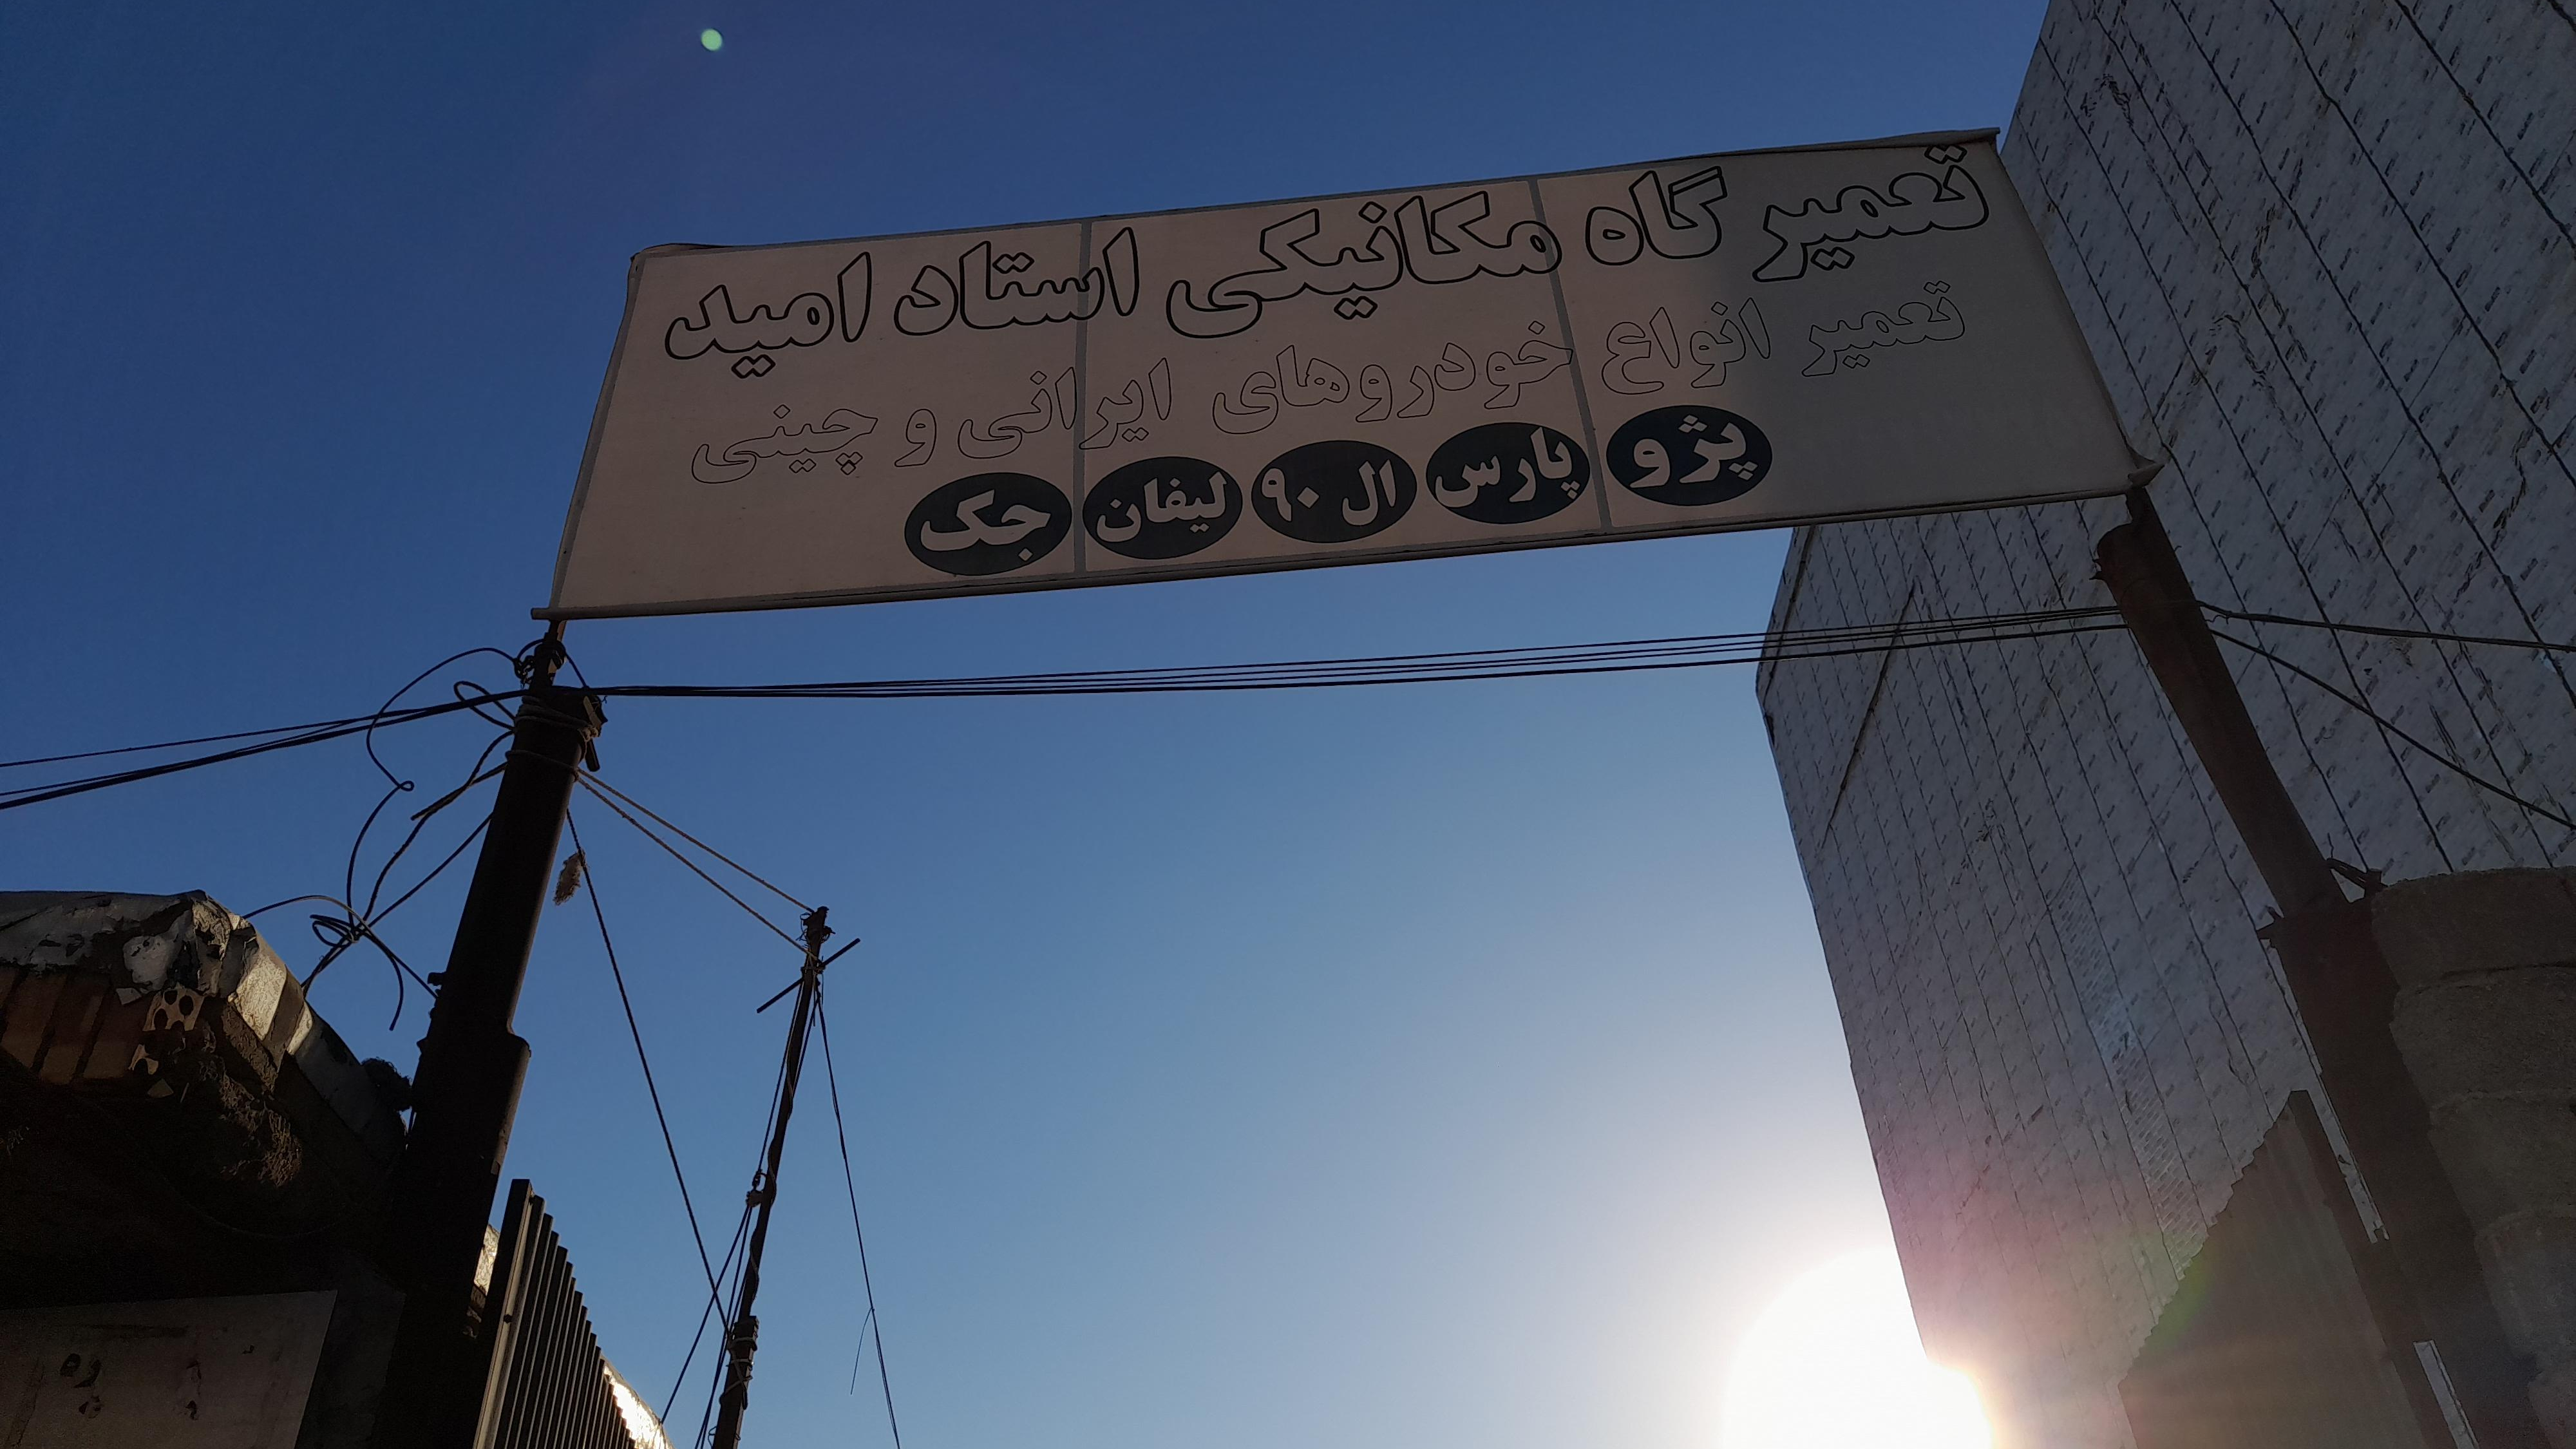 تعمیر گاه مکانیکی استاد امید
تعمیر انواع خودروهای ایرانی و چینی
پژو پارس ال ۹۰ لیفان جک